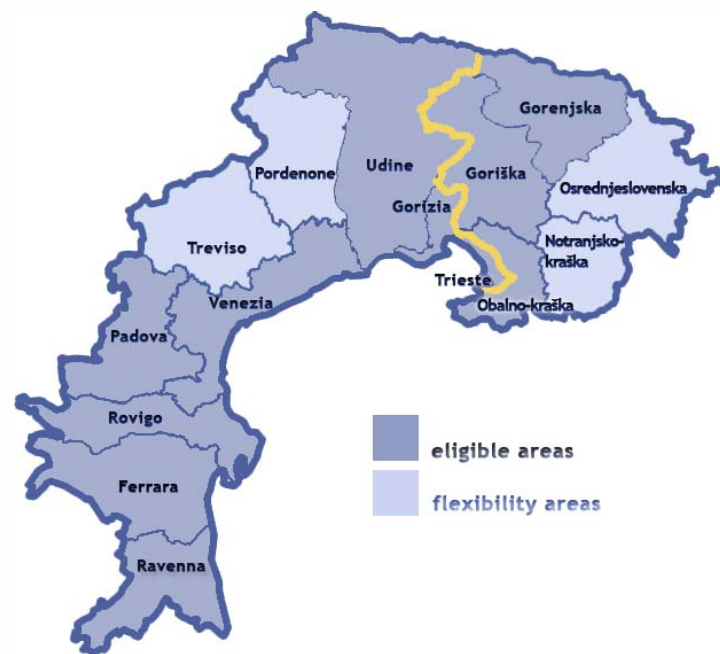 Gorenjska
Pordenone
Udine
Goriška
Osrednjeslovenska
Gorizia
Treviso
Notranjsko-
kraška
Trieste
Venezia
Obalno-kraška
Padova
Rovigo
eligible areas
Ferrara
flexibility areas
Ravenna